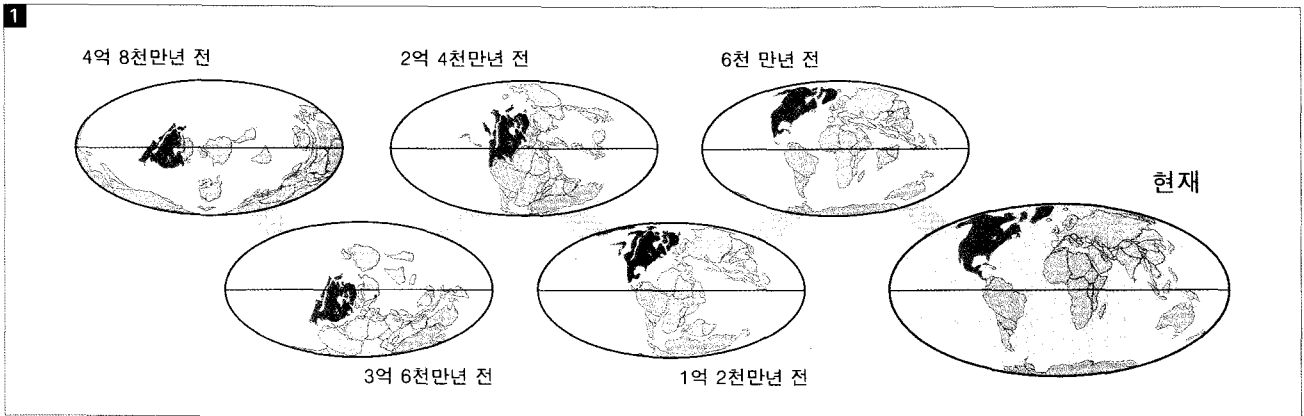 1
4억 8천만년 전
2억 4천만년 전
6천 만년 전
현재
3억 6천만년 전
1억 2천만년 전